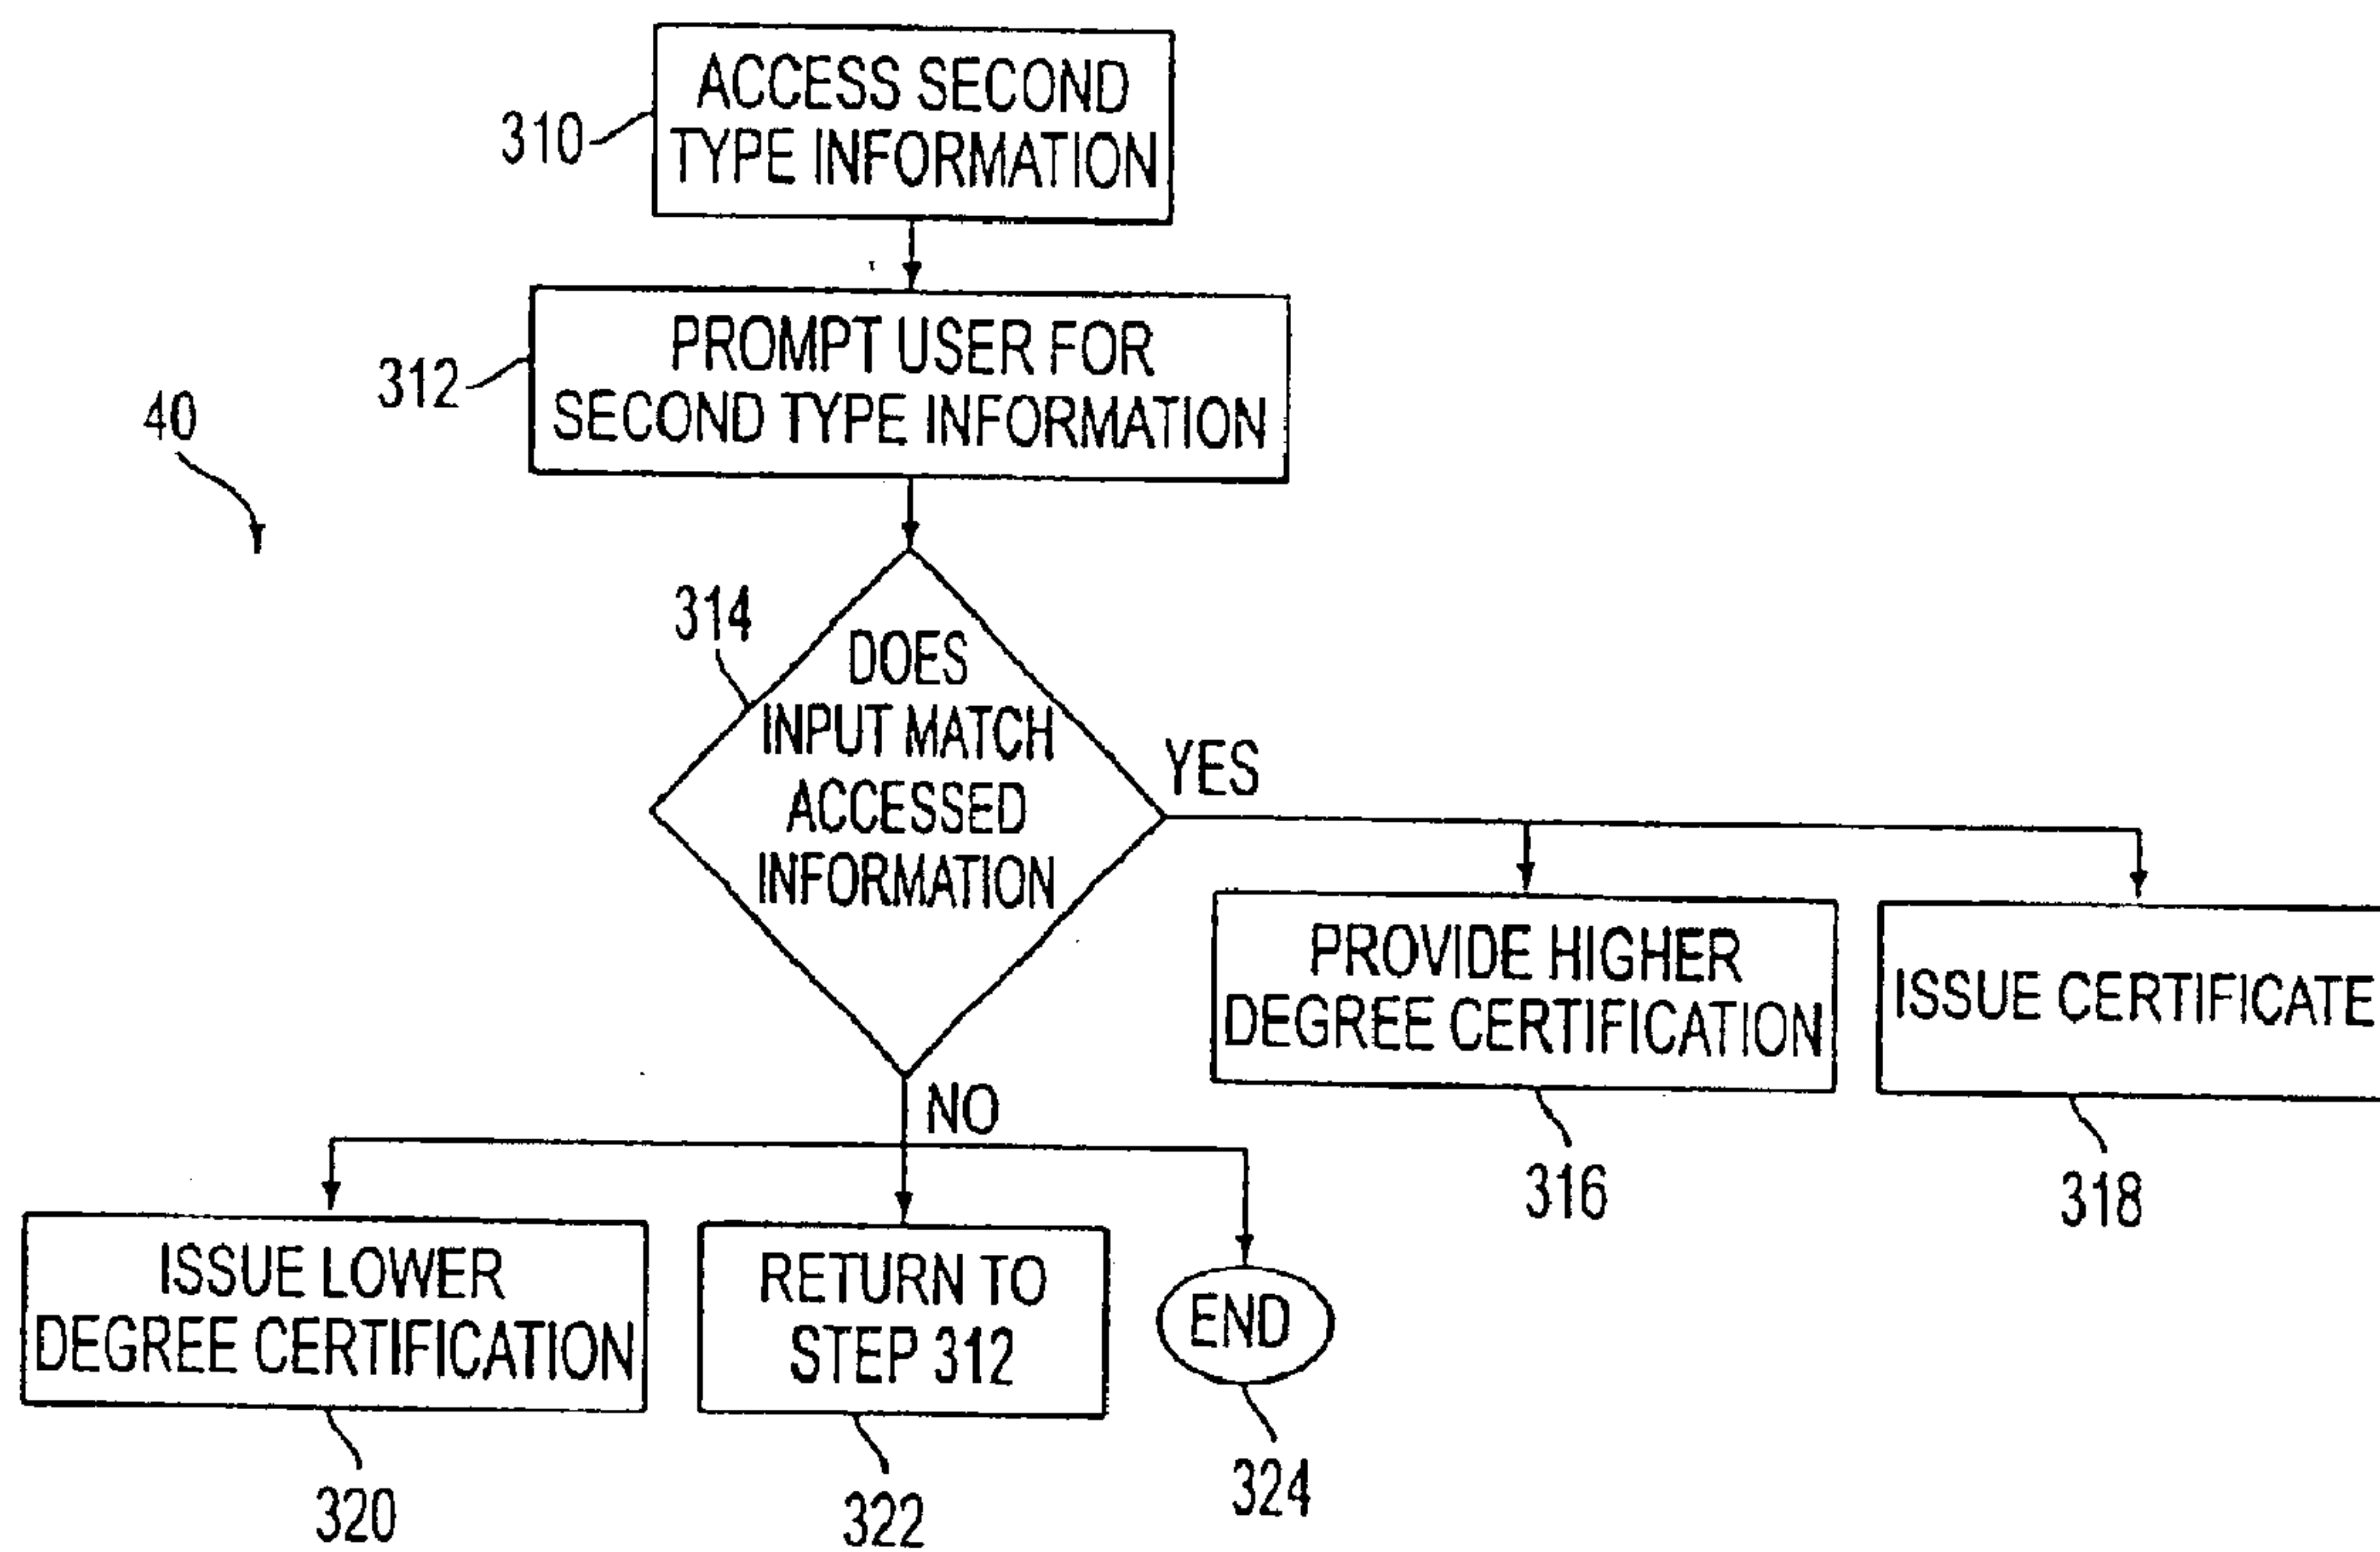 ACCESS SECOND
TYPE INFORMATION
310
PROMPT USER FOR
SECOND TYPE INFORMATION
312
40
314
DOES
INPUT MATCH
ACCESSED
INFORMATION
YES
PROVIDE HIGHER
DEGREE CERTIFICATION
ISSUE CERTIFICATE
NO
316
318
ISSUE LOWER
DEGREE CERTIFICATION
RETURN TO
STEP 312
END
320
322
324